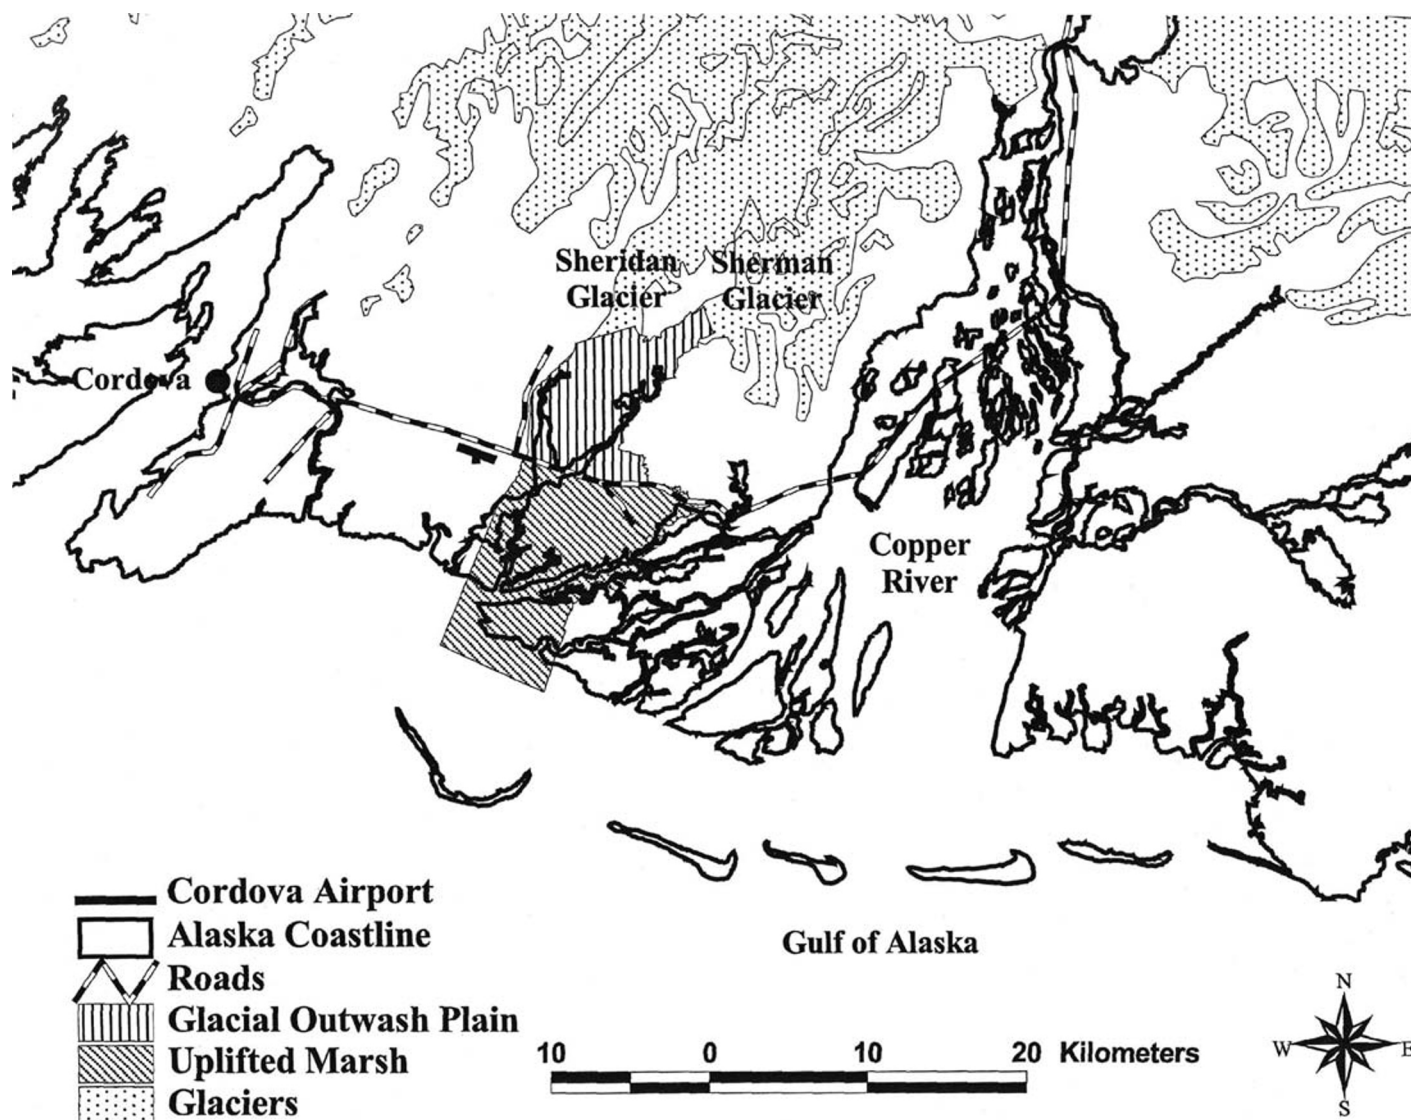 Sheridan
Glacier
Sherman
Glacier
Cordova
Copper
River
Gulf of Alaska
Cordova Airport
Alaska Coastline
Roads
Glacial Outwash Plain
Uplifted Marsh
Glaciers
10 0 10 20 Kilometers
N
W E
S